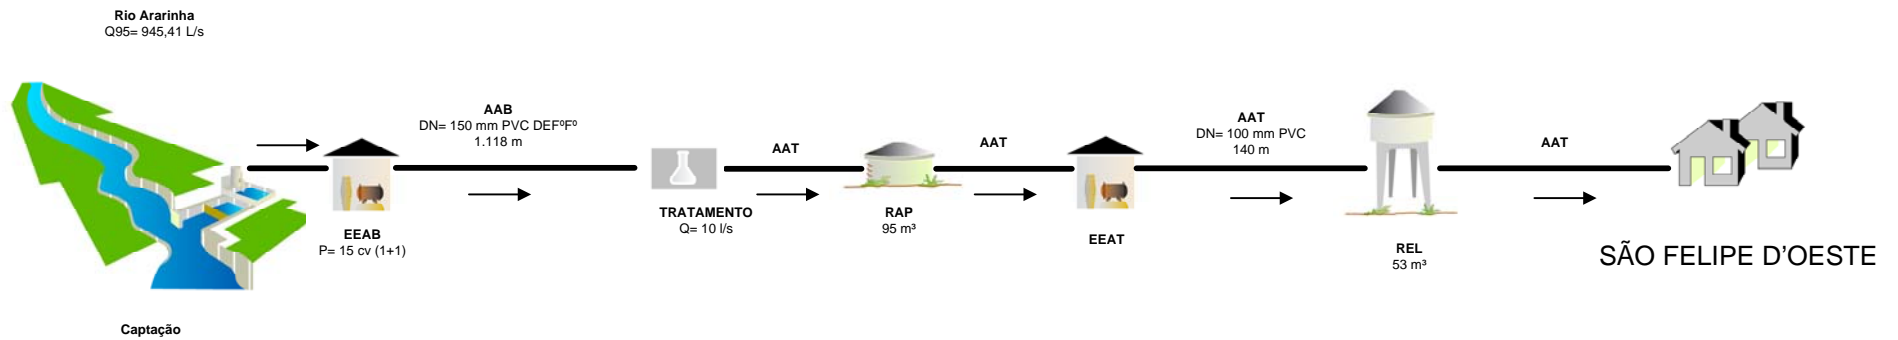 Rio Ararinha
Q95= 945,41 L/s
Captação
EEAB
P= 15 cv (1+1)
AAB
DN= 150 mm PVC DEFºFº
1.118 m
TRATAMENTO
Q= 10 l/s
AAT
RAP
95 m³
AAT
EEAT
AAT
DN= 100 mm PVC
140 m
REL
53 m³
AAT
SÃO FELIPE D’OESTE